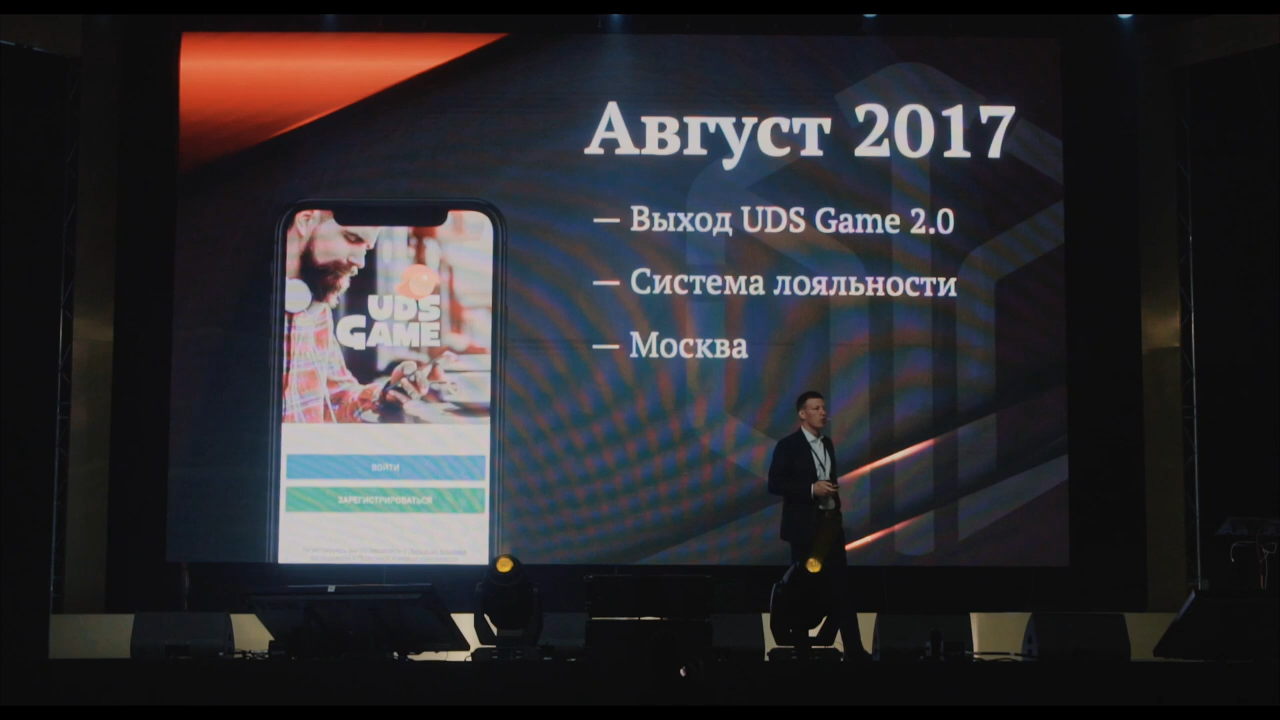 Август 2017
— Выход UDS Game 2.0
— Система лояльности
— Москва
UDS
GAME
ВОЙТИ
ЗАРЕГИСТРИРОВАТЬСЯ